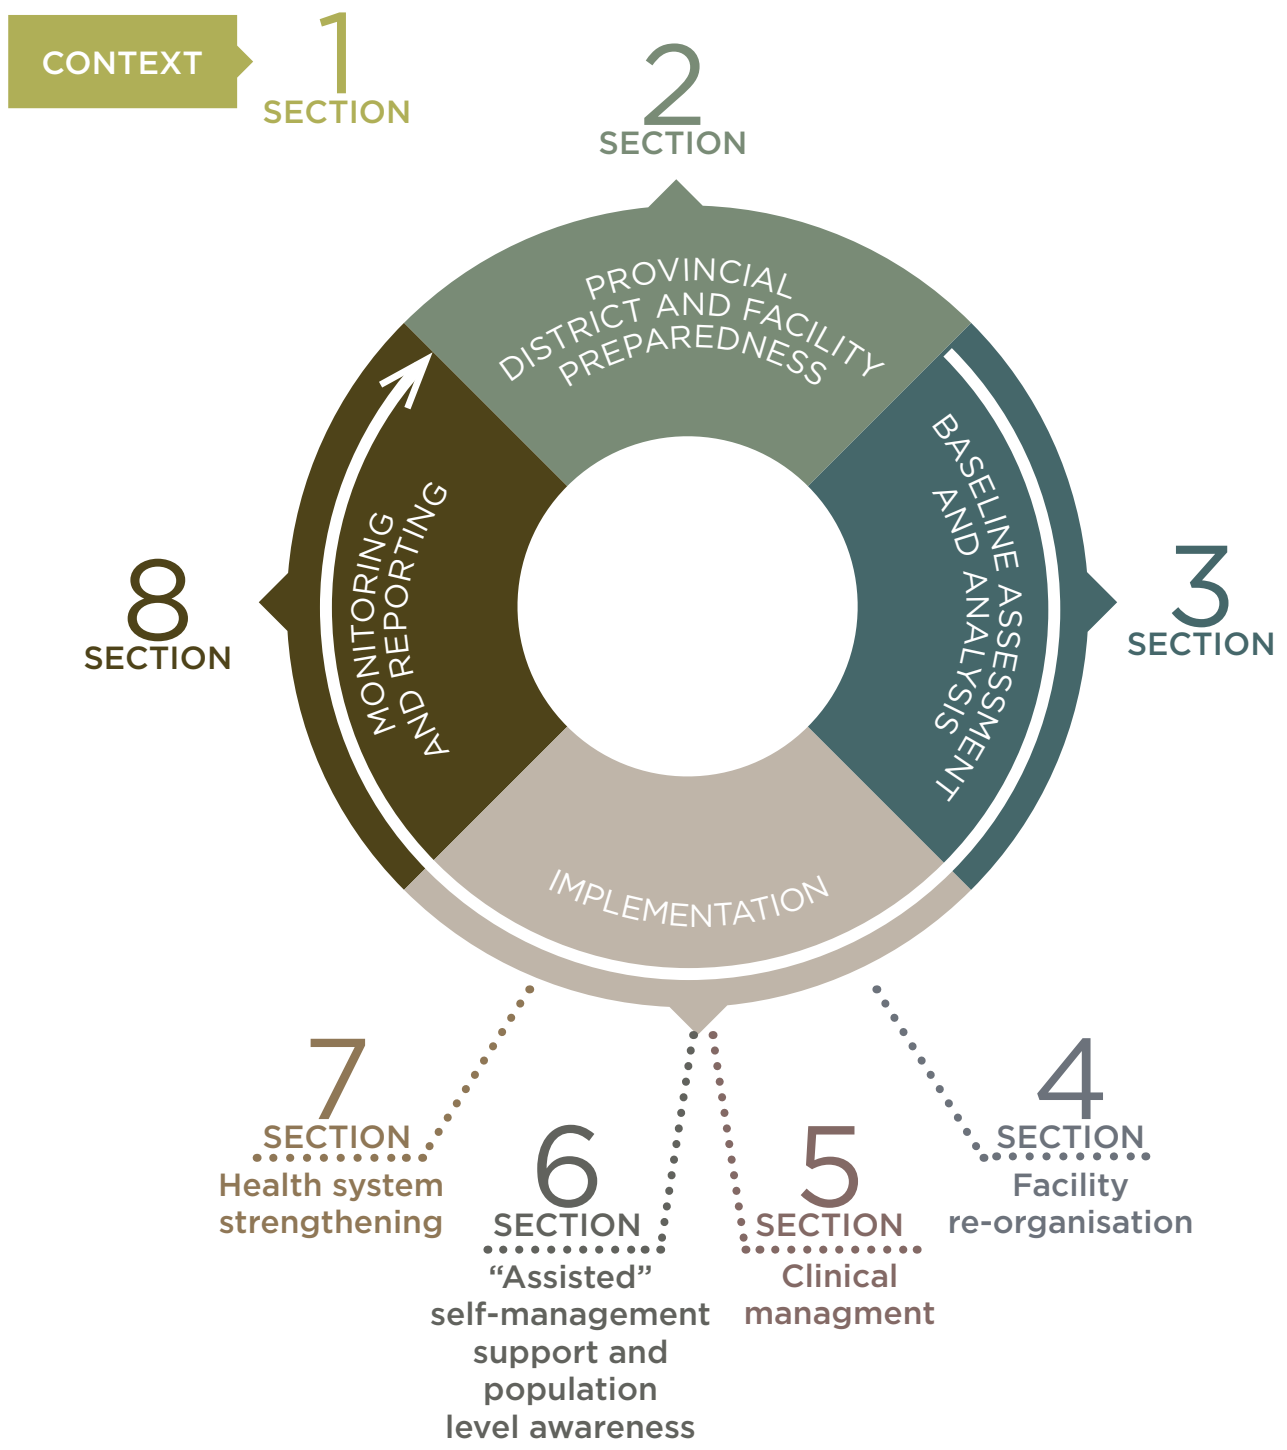 CONTEXT
1
SECTION
2
SECTION
PROVINCIAL
DISTRICT AND FACILITY
PREPAREDNESS
BASELINE ASSESSMENT
AND ANALYSIS
3
SECTION
MONITORING
AND REPORTING
8
SECTION
IMPLEMENTATION
7
SECTION
Health system
strengthening
6
SECTION
“Assisted”
self-management
support and
population
level awareness
5
SECTION
Clinical
managment
4
SECTION
Facility
re-organisation